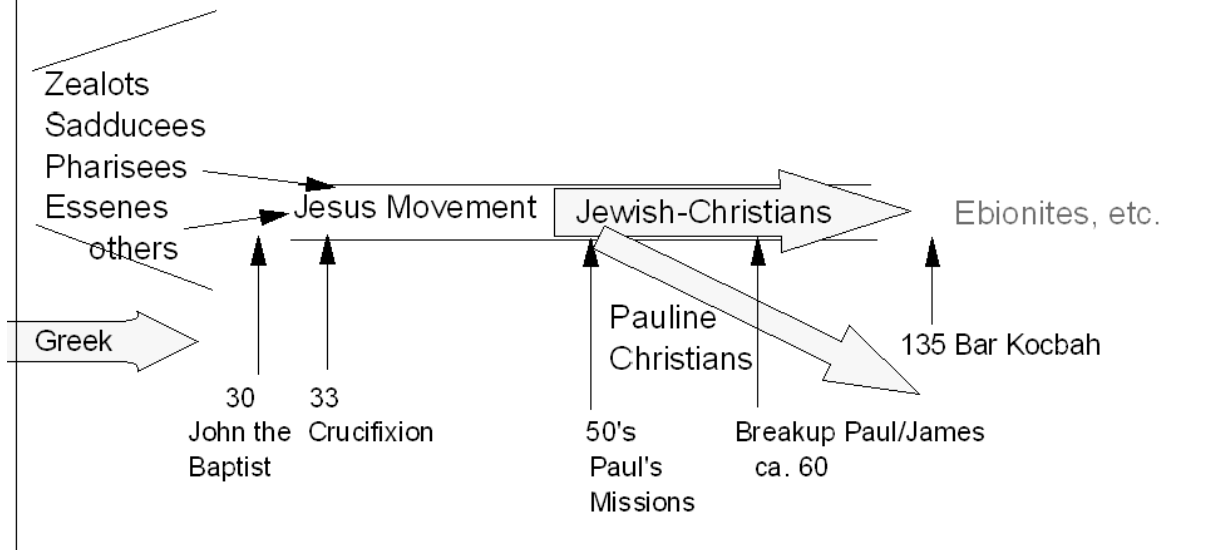 Zealots
Sadducees
Pharisees
Essenes
others
Jesus Movement
Jewish-Christians
Ebionites, etc.
Greek
Pauline
Christians
135 Bar Kocbah
30
John the
Baptist
33
Crucifixion
50's
Paul's
Missions
Breakup Paul/James
ca. 60